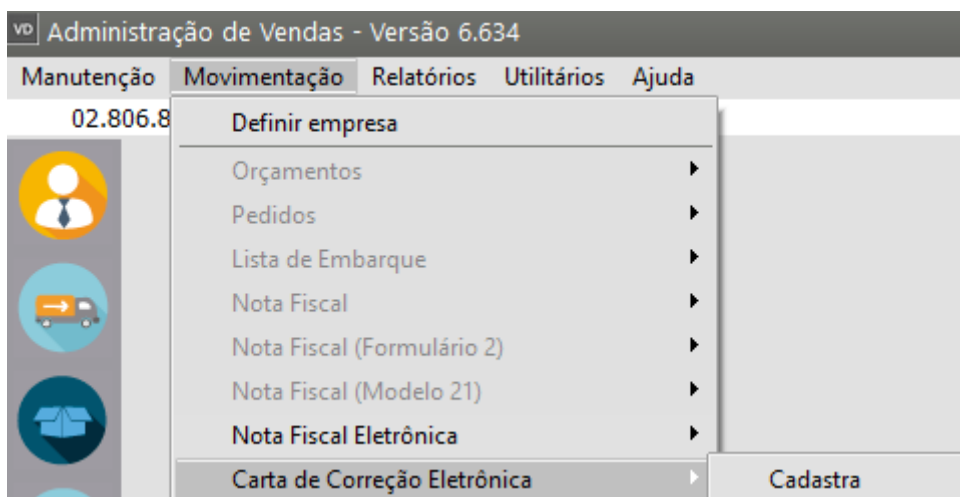 VD Administração de Vendas - Versão 6.634
Manutenção Movimentação Relatórios Utilitários Ajuda
02.806.8
Definir empresa
Orçamentos
Pedidos
Lista de Embarque
Nota Fiscal
Nota Fiscal (Formulário 2)
Nota Fiscal (Modelo 21)
Nota Fiscal Eletrônica
Carta de Correção Eletrônica Cadastra